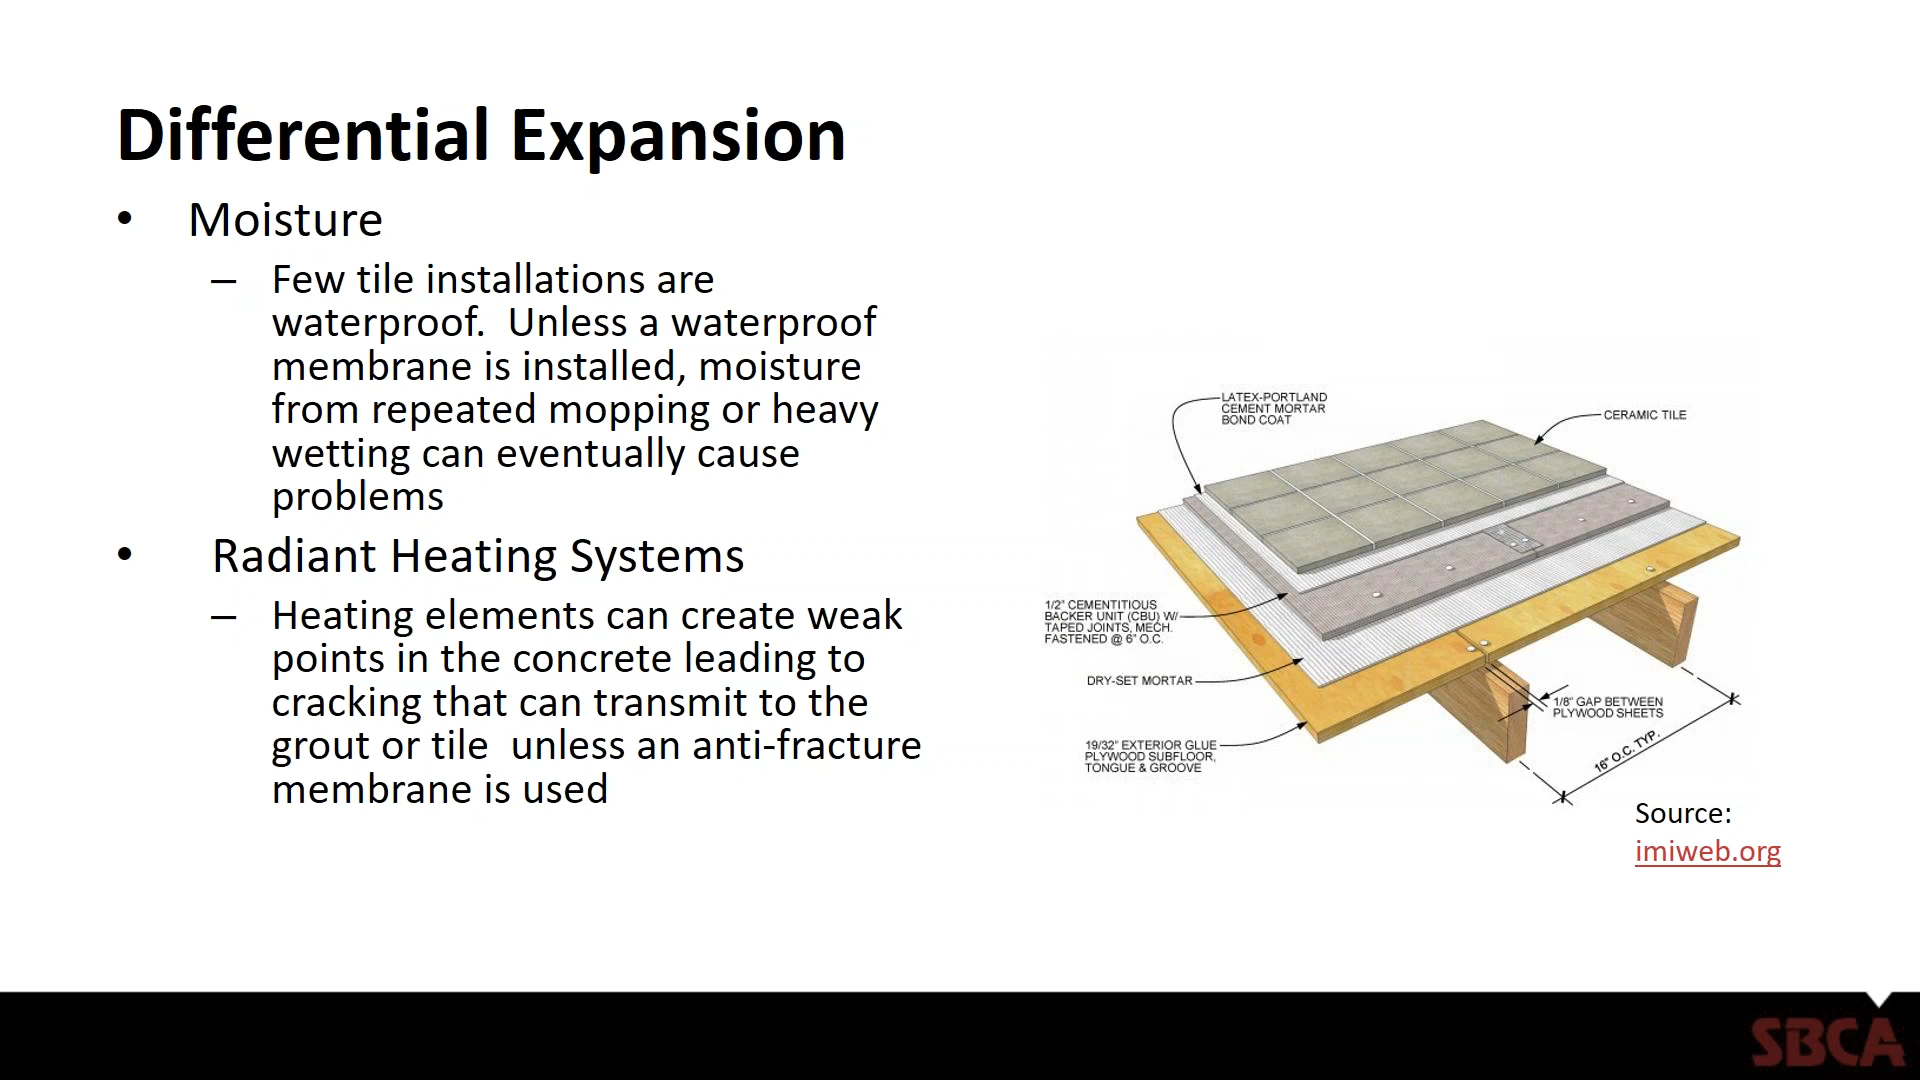 Differential Expansion
• Moisture
– Few tile installations are
waterproof.  Unless a waterproof
membrane is installed, moisture
from repeated mopping or heavy
wetting can eventually cause
problems
• Radiant Heating Systems
– Heating elements can create weak
points in the concrete leading to
cracking that can transmit to the
grout or tile  unless an anti-fracture
membrane is used
LATEX-PORTLAND
CEMENT MORTAR
BOND COAT
CERAMIC TILE
1/2" CEMENTITIOUS
BACKER UNIT (CBU) W/
TAPED JOINTS, MECH.
FASTENED @ 6" O.C.
DRY-SET MORTAR
19/32" EXTERIOR GLUE
PLYWOOD SUBFLOOR,
TONGUE & GROOVE
1/8" GAP BETWEEN
PLYWOOD SHEETS
16" O.C. TYP.
Source:
imiweb.org
SBCA